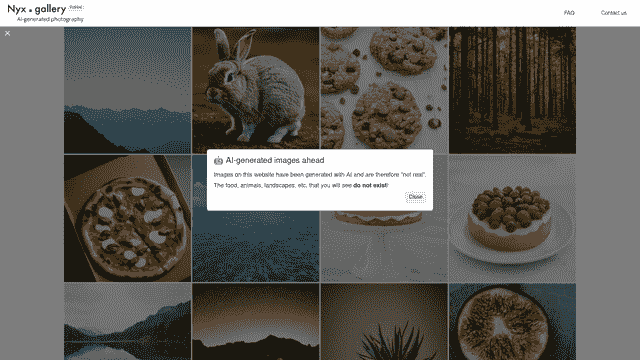 Nyx.gallery
AI-generated photography
FAQ
Contact us
AI-generated images ahead
Images on this website have been generated with AI and are therefore "not real".
The food, animals, landscapes, etc. that you will see do not exist!
Close